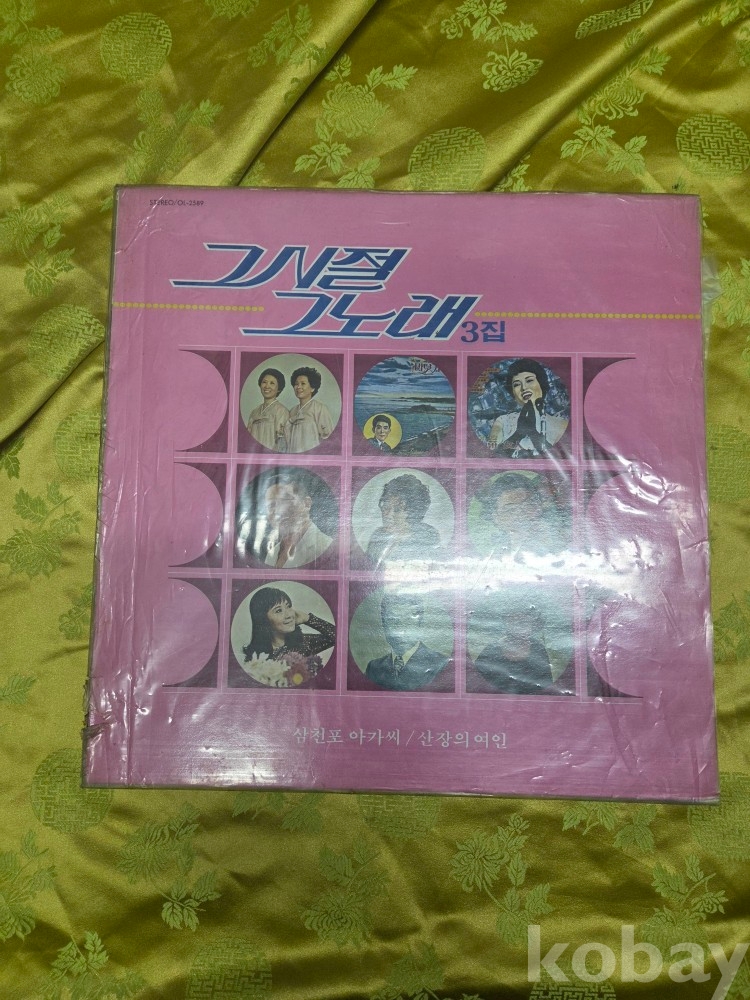 STEREO/OL-2589
그시절
그노래
3집
삼천포 아가씨 / 산장의 여인
kobay